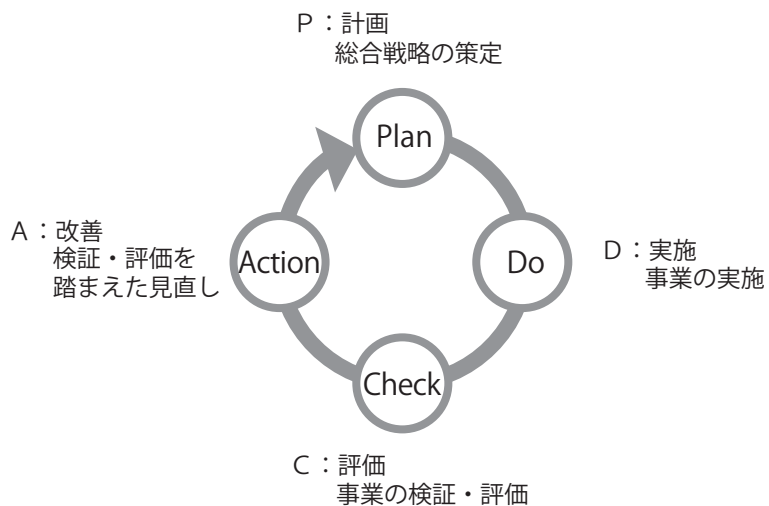 Ｐ：計画
総合戦略の策定
Plan
Ａ：改善
検証・評価を
踏まえた見直し
Action
Do
Ｄ：実施
事業の実施
Check
Ｃ：評価
事業の検証・評価